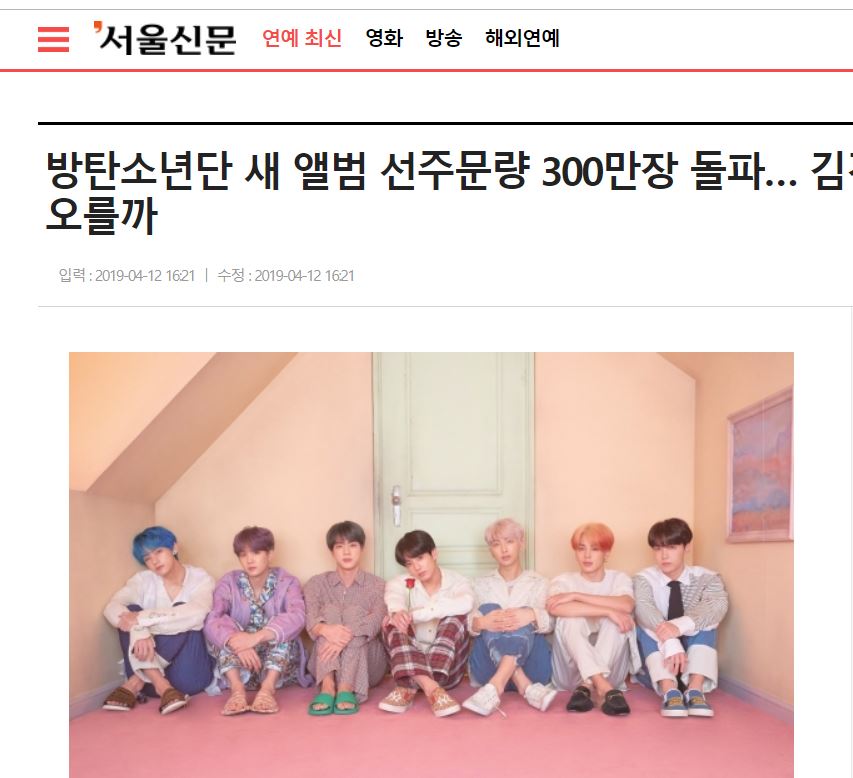 서울신문 연예 최신 영화 방송 해외연예
방탄소년단 새 앨범 선주문량 300만장 돌파...
오를까
입력 : 2019-04-12 16:21 | 수정 : 2019-04-12 16:21